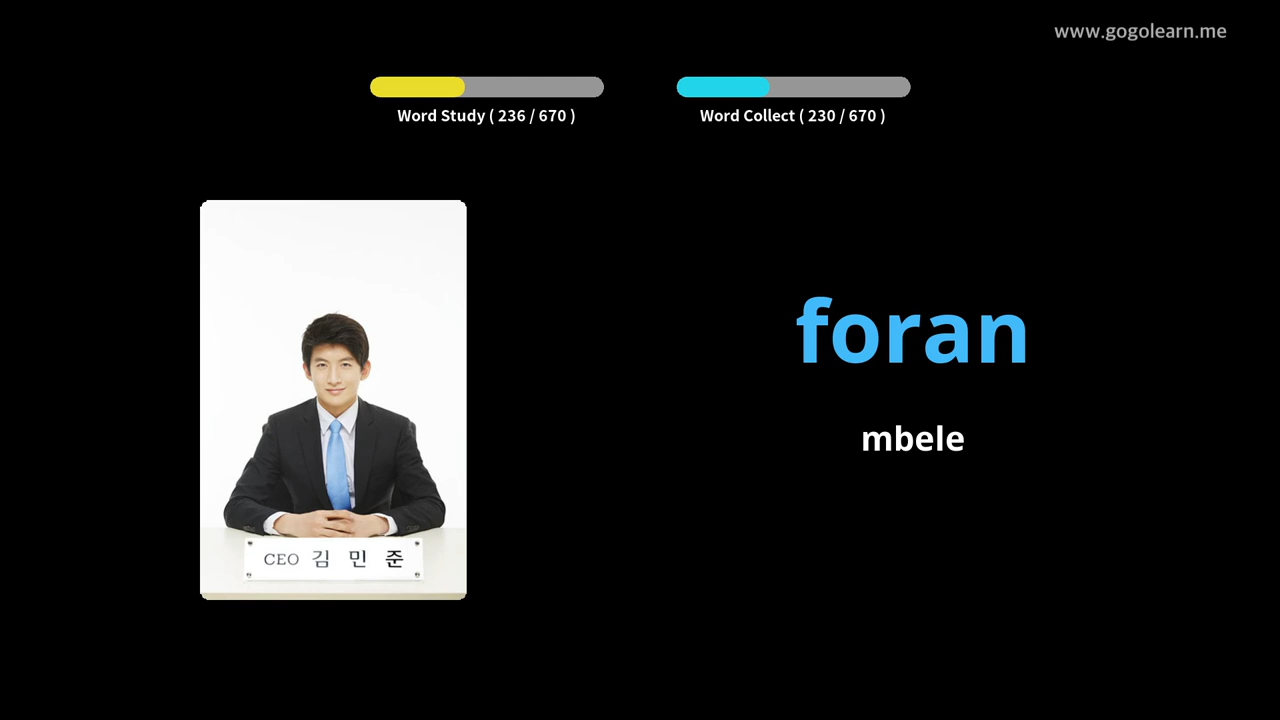 www.gogolearn.me
Word Study ( 236 / 670 )
Word Collect ( 230 / 670 )
foran
mbele
CEO 김 민 준